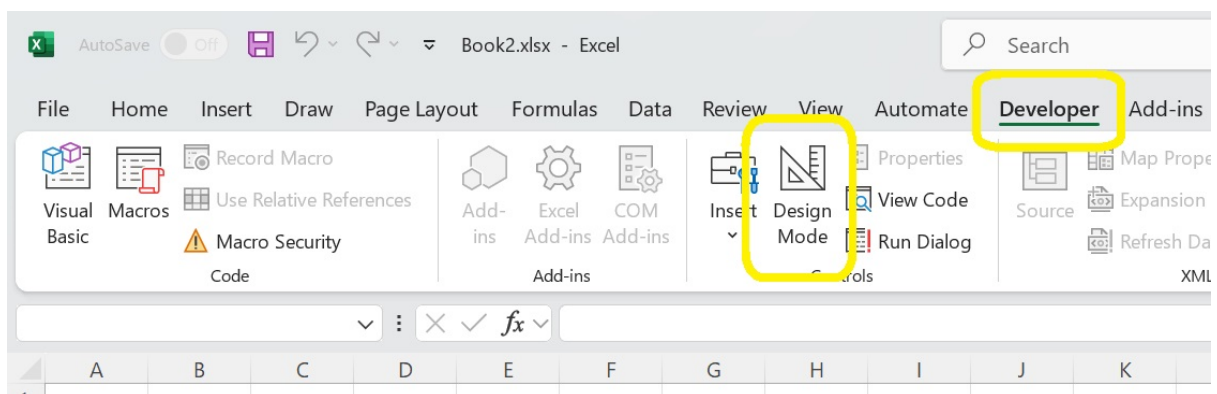 AutoSave Off Book2.xlsx - Excel Search
File Home Insert Draw Page Layout Formulas Data Review View Automate Developer Add-ins
Record Macro Properties Map Prope
Use Relative References View Code Expansion
Visual Basic Macros Add-ins Excel Add-ins COM Add-ins Insert Design Mode Source
Macro Security Run Dialog Refresh Da
Code Add-ins XML
fx
A B C D E F G H I J K